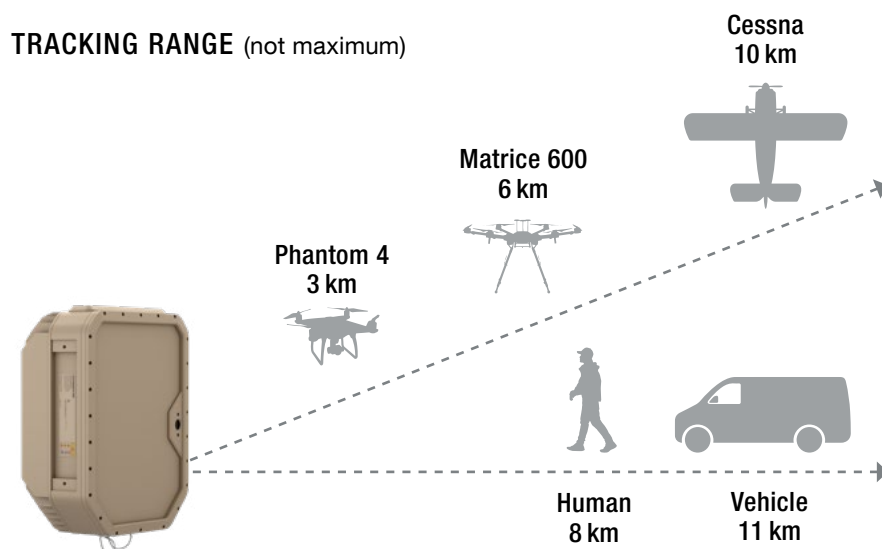 TRACKING RANGE (not maximum)
Cessna
10 km
Matrice 600
6 km
Phantom 4
3 km
Human
8 km
Vehicle
11 km